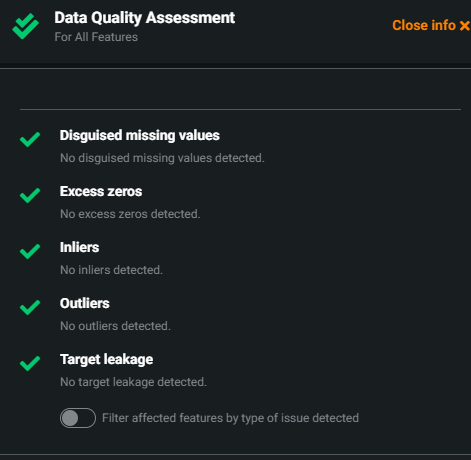 Data Quality Assessment
For All Features
Close info ×
Disguised missing values
No disguised missing values detected.
Excess zeros
No excess zeros detected.
Inliers
No inliers detected.
Outliers
No outliers detected.
Target leakage
No target leakage detected.
Filter affected features by type of issue detected